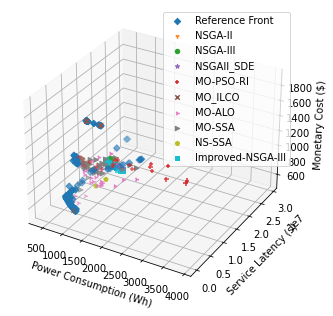 Reference Front
NSGA-II
NSGA-III
NSGAII_SDE
MO-PSO-RI
MO_ILCO
MO-ALO
MO-SSA
NS-SSA
Improved-NSGA-III
1800
1600
1400
1200
1000
800
600
Monetary Cost ($)
3.0
2.5
2.0
1.5
1.0
0.5
0.0
1e7
Service Latency (S)
500
1000
1500
2000
2500
3000
3500
4000
Power Consumption (Wh)